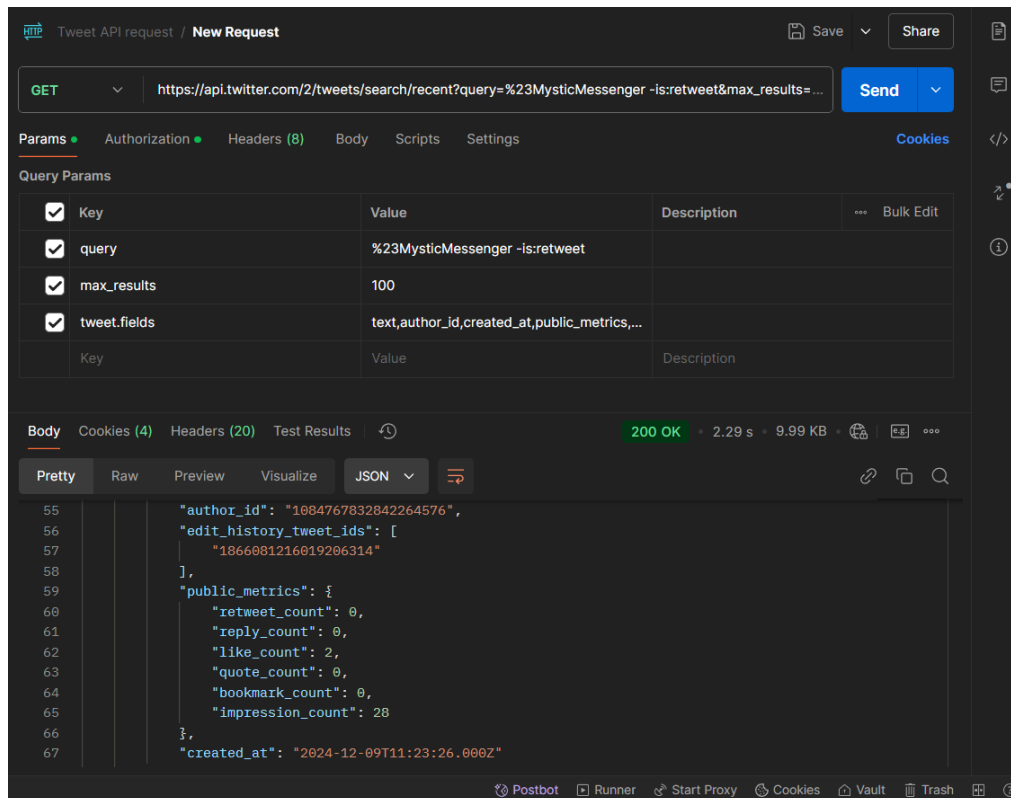 HTTP Tweet API request / New Request Save Share
GET https://api.twitter.com/2/tweets/search/recent?query=%23MysticMessenger -is:retweet&max_results=... Send
Params Authorization Headers (8) Body Scripts Settings Cookies
Query Params
Key Value Description Bulk Edit
query %23MysticMessenger -is:retweet
max_results 100
tweet.fields text,author_id,created_at,public_metrics,...
Key Value Description
Body Cookies (4) Headers (20) Test Results 200 OK 2.29 s 9.99 KB e.g.
Pretty Raw Preview Visualize JSON
55 "author_id": "1084767832842264576",
56 "edit_history_tweet_ids": [
57 "1866081216019206314"
58 ],
59 "public_metrics": {
60 "retweet_count": 0,
61 "reply_count": 0,
62 "like_count": 2,
63 "quote_count": 0,
64 "bookmark_count": 0,
65 "impression_count": 28
66 },
67 "created_at": "2024-12-09T11:23:26.000Z"
Postbot Runner Start Proxy Cookies Vault Trash